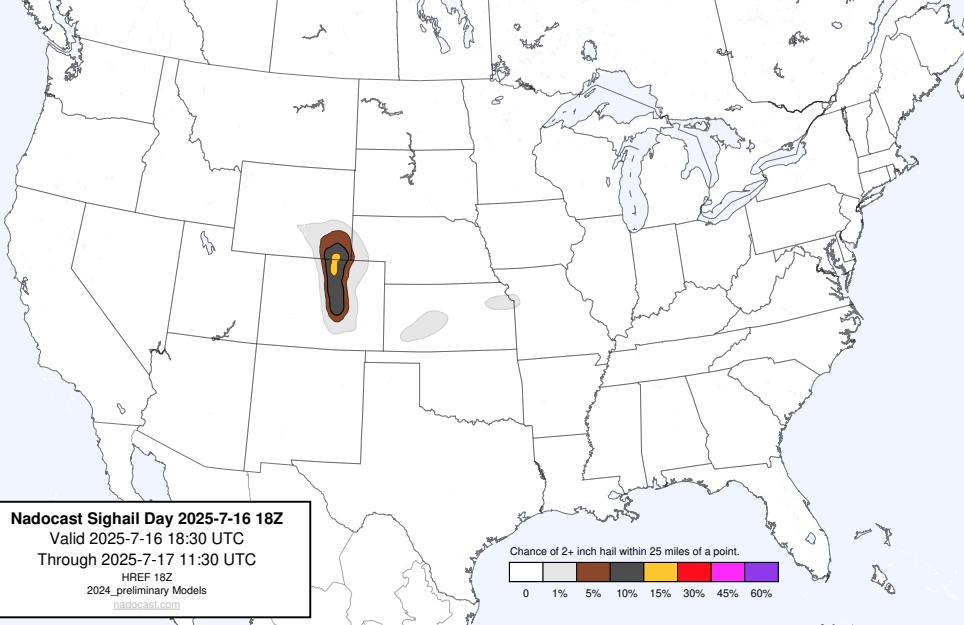 Nadocast Sighail Day 2025-7-16 18Z
Valid 2025-7-16 18:30 UTC
Through 2025-7-17 11:30 UTC
HREF 18Z
2024_preliminary Models
nadocast.com
Chance of 2+ inch hail within 25 miles of a point.
0 1% 5% 10% 15% 30% 45% 60%